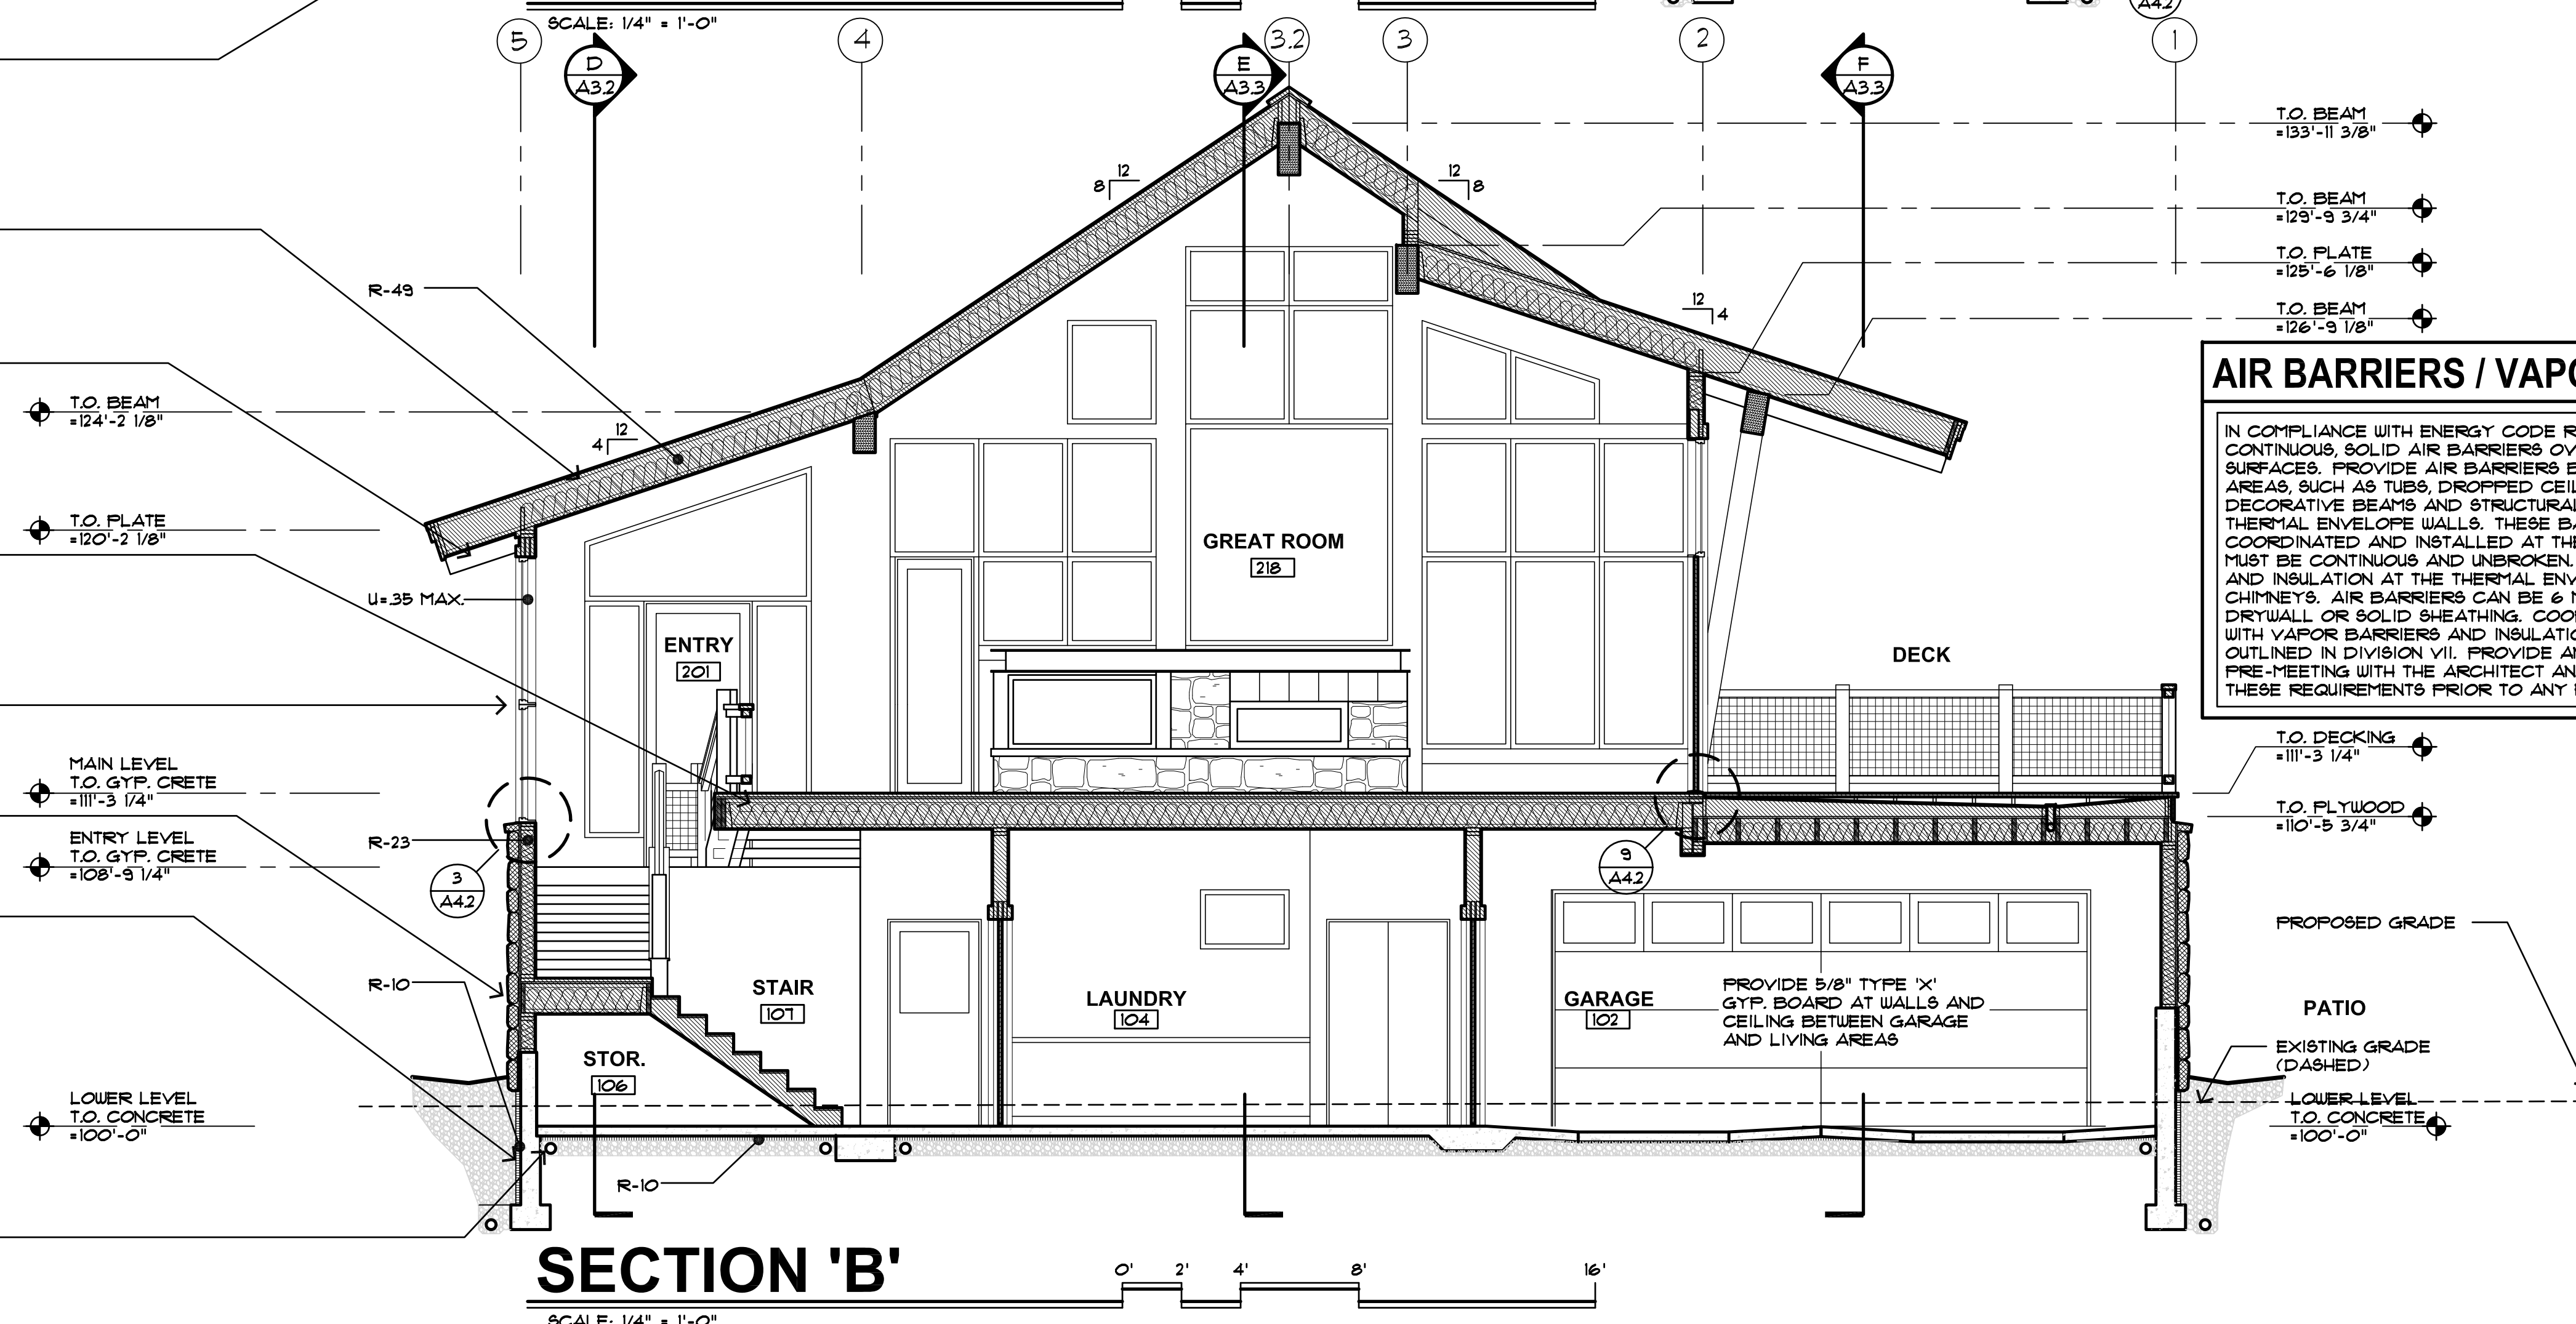 SCALE: 1/4" = 1'-0"
A4.2
5
4
3.2
3
2
1
D
A3.2
E
A3.3
F
A3.3
T.O. BEAM
=133'-11 3/8"
T.O. BEAM
=129'-9 3/4"
T.O. PLATE
=125'-6 1/8"
T.O. BEAM
=126'-9 1/8"
12
8
12
8
12
4
12
4
R-49
T.O. BEAM
=124'-2 1/8"
T.O. PLATE
=120'-2 1/8"
U=.35 MAX.
AIR BARRIERS / VAPO
IN COMPLIANCE WITH ENERGY CODE R
CONTINUOUS, SOLID AIR BARRIERS OV
SURFACES. PROVIDE AIR BARRIERS E
AREAS, SUCH AS TUBS, DROPPED CEIL
DECORATIVE BEAMS AND STRUCTURAL
THERMAL ENVELOPE WALLS. THESE BA
COORDINATED AND INSTALLED AT THE
MUST BE CONTINUOUS AND UNBROKEN.
AND INSULATION AT THE THERMAL ENV
CHIMNEYS. AIR BARRIERS CAN BE 6 M
DRYWALL OR SOLID SHEATHING. COOR
WITH VAPOR BARRIERS AND INSULATIO
OUTLINED IN DIVISION VII. PROVIDE AN
PRE-MEETING WITH THE ARCHITECT AN
THESE REQUIREMENTS PRIOR TO ANY
GREAT ROOM
218
ENTRY
201
DECK
MAIN LEVEL
T.O. GYP. CRETE
=111'-3 1/4"
ENTRY LEVEL
T.O. GYP. CRETE
=108'-9 1/4"
R-23
3
A4.2
9
A4.2
T.O. DECKING
=111'-3 1/4"
T.O. PLYWOOD
=110'-5 3/4"
PROPOSED GRADE
R-10
STAIR
107
LAUNDRY
104
GARAGE
102
PROVIDE 5/8" TYPE 'X'
GYP. BOARD AT WALLS AND
CEILING BETWEEN GARAGE
AND LIVING AREAS
PATIO
STOR.
106
EXISTING GRADE
(DASHED)
LOWER LEVEL
T.O. CONCRETE
=100'-0"
LOWER LEVEL
T.O. CONCRETE
=100'-0"
R-10
SECTION 'B'
0' 2' 4' 8' 16'
SCALE: 1/4" = 1'-0"